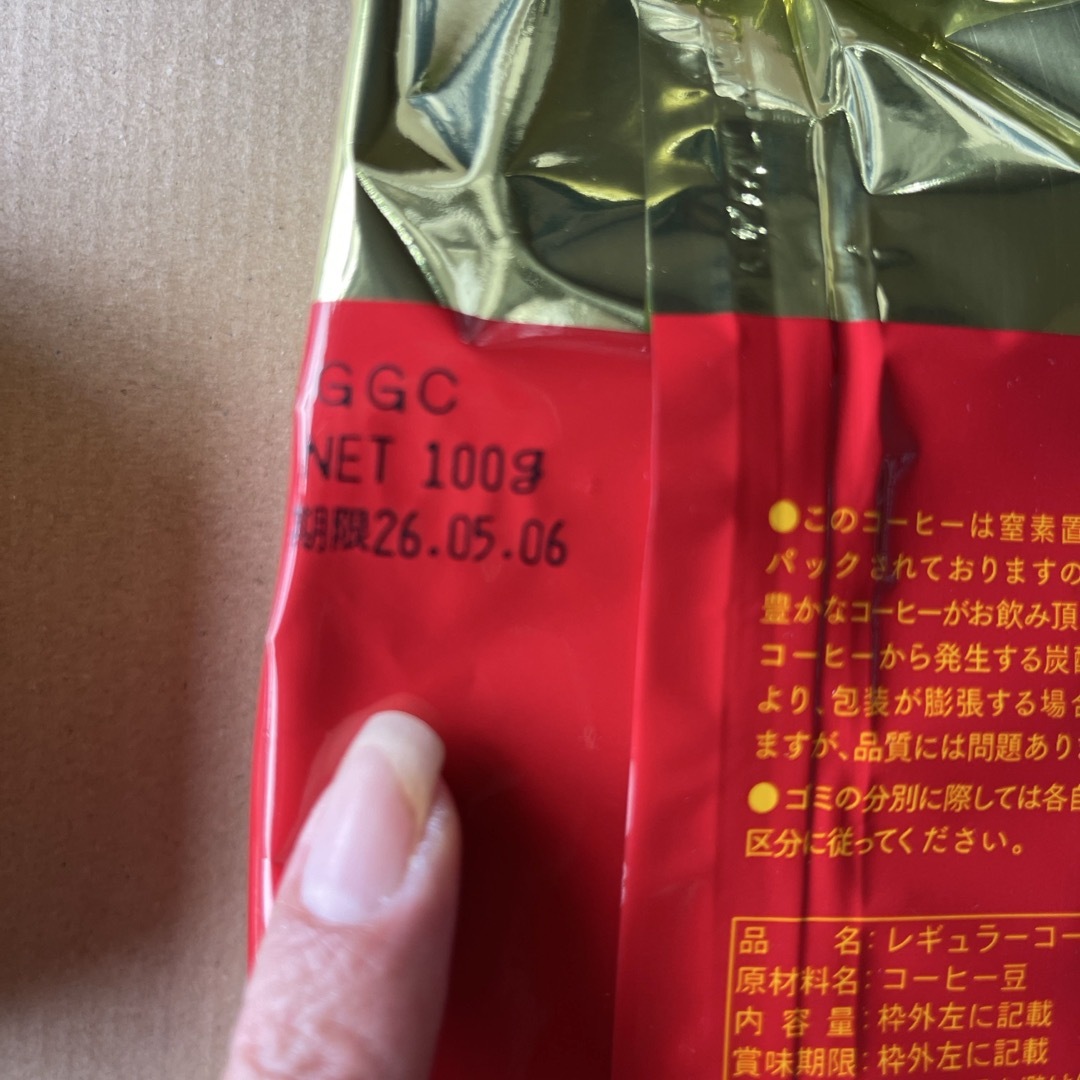 GGC
NET 100g
期限26.05.06
●このコーヒーは窒素置
パックされておりますの
豊かなコーヒーがお飲み頂
コーヒーから発生する炭酸
より、包装が膨張する場合
ますが、品質には問題あり
●ゴミの分別に際しては各自
区分に従ってください。
品 名:レギュラーコー
原材料名:コーヒー豆
内容量:枠外左に記載
賞味期限:枠外左に記載